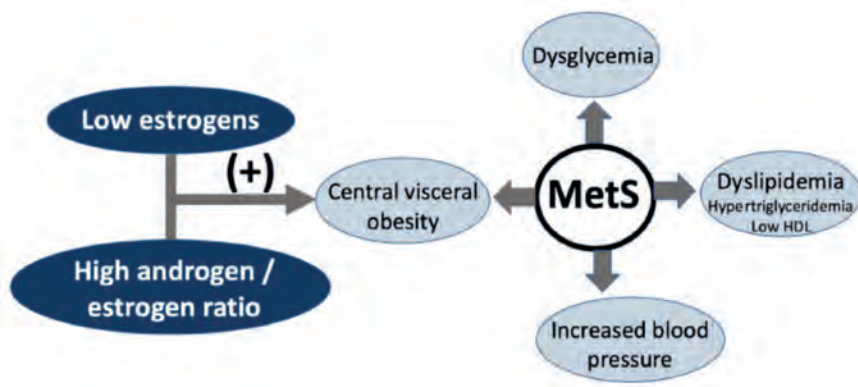 Dysglycemia
Low estrogens
(+)
Central visceral
obesity
MetS
Dyslipidemia
Hypertriglyceridemia
Low HDL
High androgen /
estrogen ratio
Increased blood
pressure